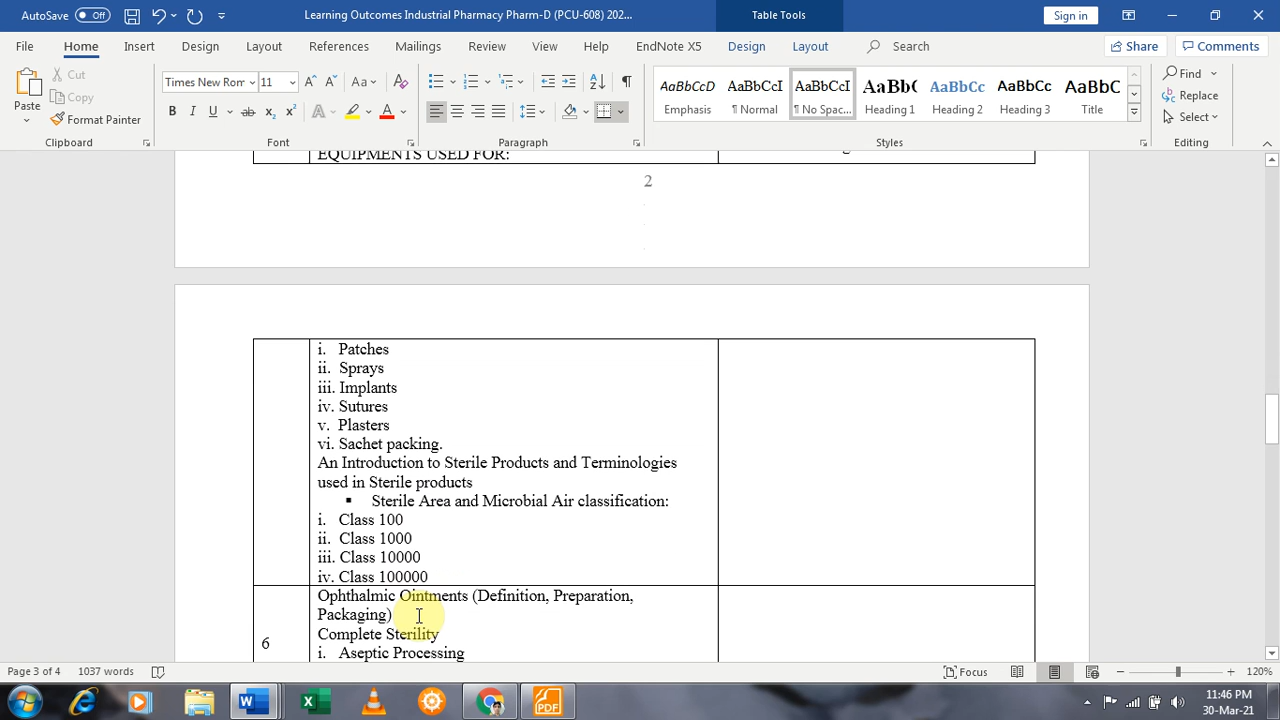 AutoSave Off Learning Outcomes Industrial Pharmacy Pharm-D (PCU-608) 202... Table Tools Sign in
File Home Insert Design Layout References Mailings Review View Help EndNote X5 Design Layout Search Share Comments
Paste Cut Copy Format Painter
Times New Rom 11 Aa
AaBbCcD AaBbCcI AaBbCcI AaBbC AaBbCc AaBbCc AaBbCc
Emphasis ¶ Normal ¶ No Spac... Heading 1 Heading 2 Heading 3 Title
Find Replace Select
Clipboard Font Paragraph Styles Editing
EQUIPMENTS USED FOR:
2
i. Patches
ii. Sprays
iii. Implants
iv. Sutures
v. Plasters
vi. Sachet packing.
An Introduction to Sterile Products and Terminologies
used in Sterile products
▪ Sterile Area and Microbial Air classification:
i. Class 100
ii. Class 1000
iii. Class 10000
iv. Class 100000
Ophthalmic Ointments (Definition, Preparation,
Packaging)
Complete Sterility
6
i. Aseptic Processing
Page 3 of 4 1037 words Focus 120%
11:46 PM
30-Mar-21